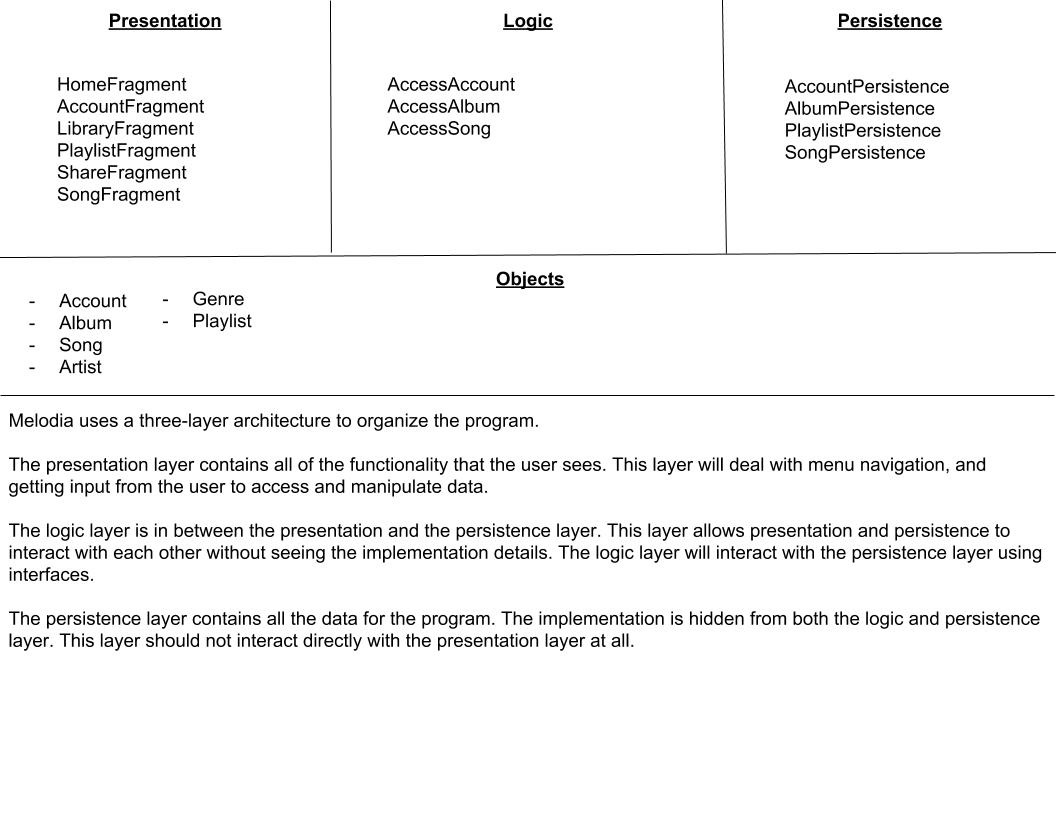 Presentation
HomeFragment
AccountFragment
LibraryFragment
PlaylistFragment
ShareFragment
SongFragment
Logic
AccessAccount
AccessAlbum
AccessSong
Persistence
AccountPersistence
AlbumPersistence
PlaylistPersistence
SongPersistence
Objects
- Account
- Album
- Song
- Artist
- Genre
- Playlist
Melodia uses a three-layer architecture to organize the program.
The presentation layer contains all of the functionality that the user sees. This layer will deal with menu navigation, and
getting input from the user to access and manipulate data.
The logic layer is in between the presentation and the persistence layer. This layer allows presentation and persistence to
interact with each other without seeing the implementation details. The logic layer will interact with the persistence layer using
interfaces.
The persistence layer contains all the data for the program. The implementation is hidden from both the logic and persistence
layer. This layer should not interact directly with the presentation layer at all.